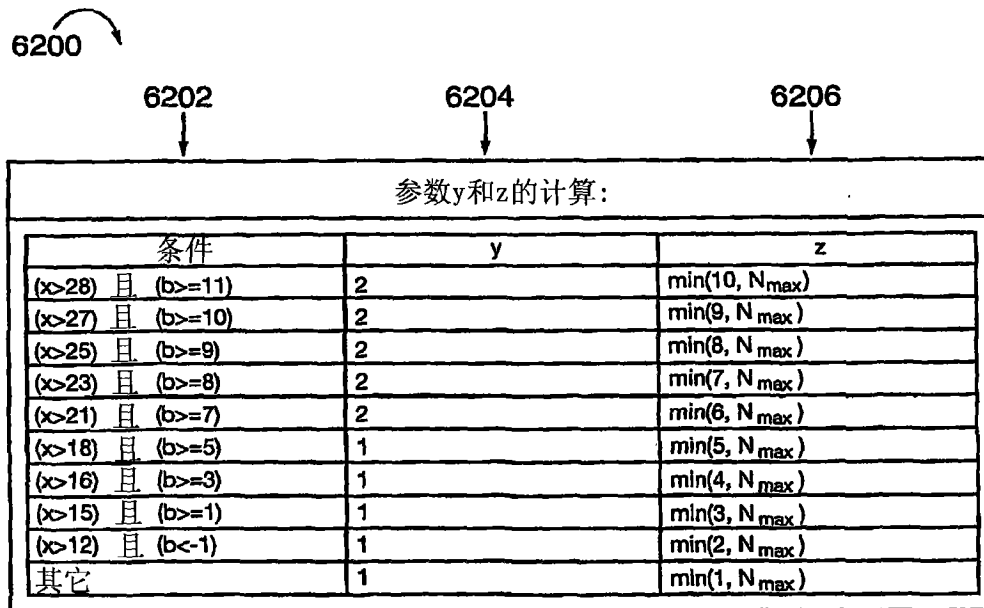 6200
6202 6204 6206
参数y和z的计算:
条件 y z
(x>28) 且 (b>=11) 2 min(10, Nmax)
(x>27) 且 (b>=10) 2 min(9, Nmax)
(x>25) 且 (b>=9) 2 min(8, Nmax)
(x>23) 且 (b>=8) 2 min(7, Nmax)
(x>21) 且 (b>=7) 2 min(6, Nmax)
(x>18) 且 (b>=5) 1 min(5, Nmax)
(x>16) 且 (b>=3) 1 min(4, Nmax)
(x>15) 且 (b>=1) 1 min(3, Nmax)
(x>12) 且 (b<-1) 1 min(2, Nmax)
其它 1 min(1, Nmax)